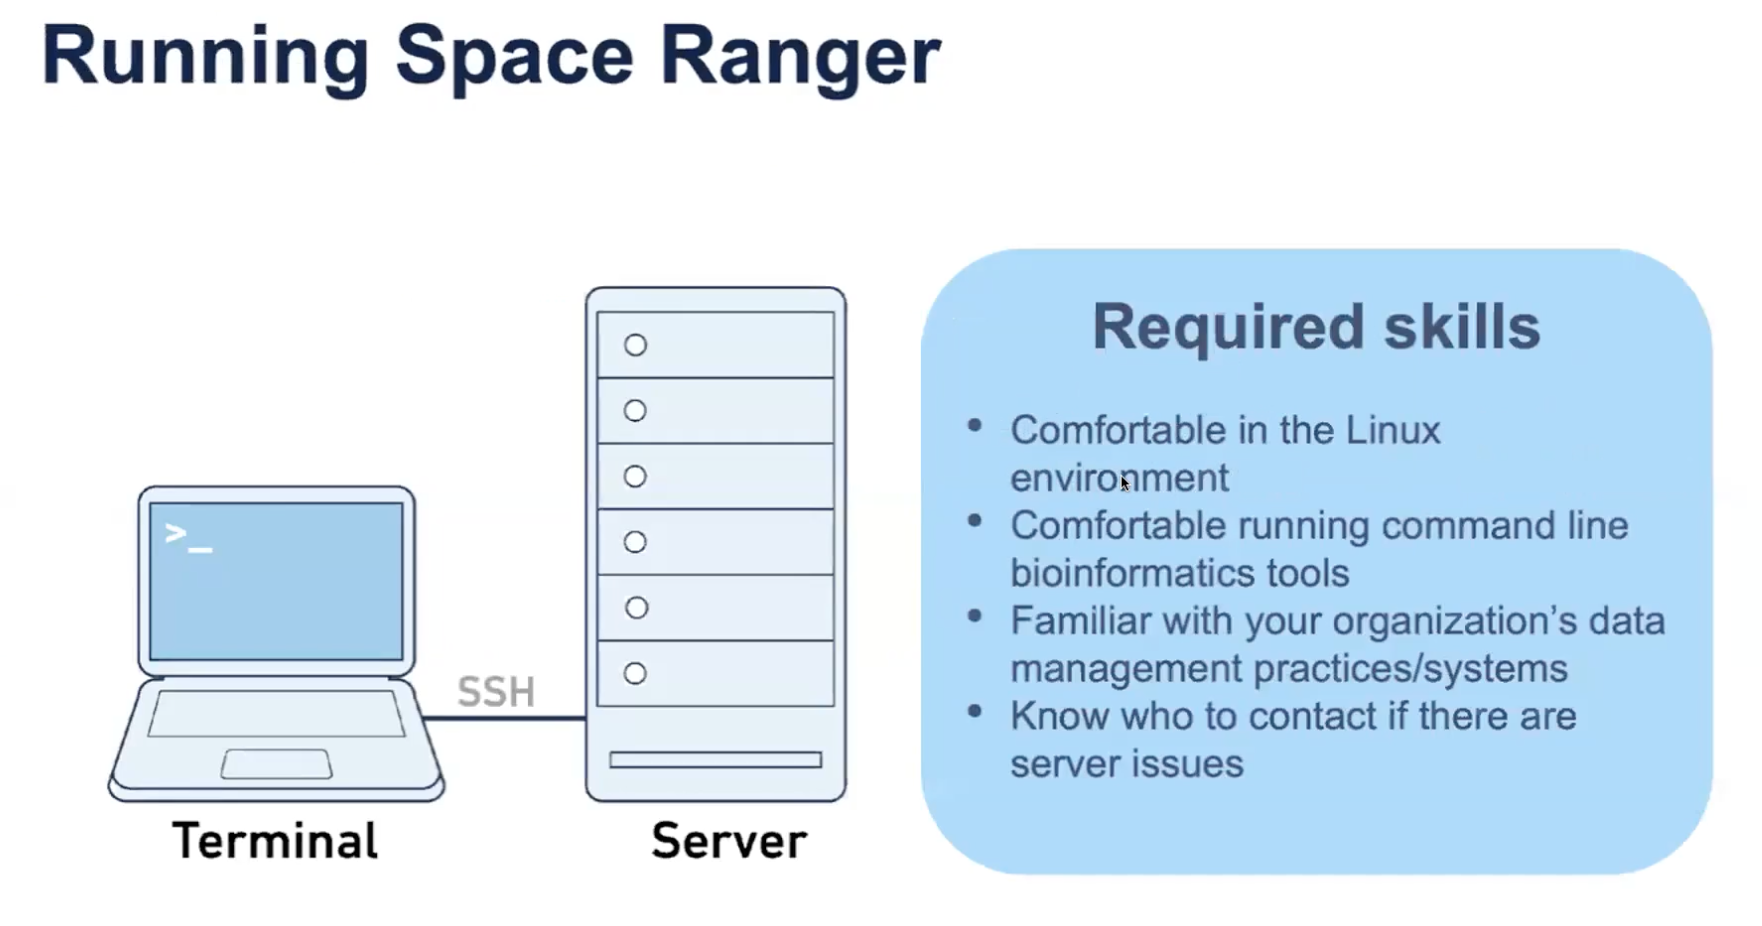 Running Space Ranger
Required skills
• Comfortable in the Linux
environment
• Comfortable running command line
bioinformatics tools
• Familiar with your organization’s data
management practices/systems
• Know who to contact if there are
server issues
>_
SSH
Terminal
Server